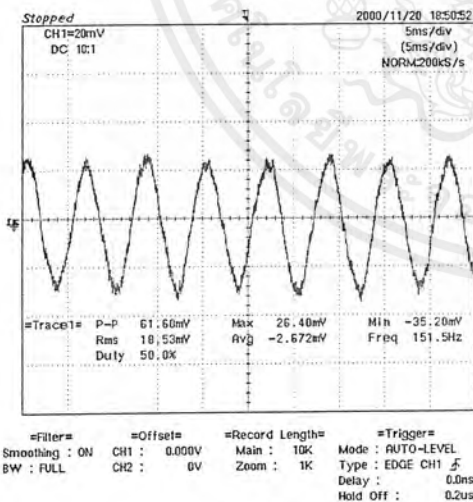 Stopped 2000/11/20 18:50:52
CH1=20mV 5ms/div
DC 10:1 (5ms/div)
NORM:200kS/s
=Trace1= P-P 61.60mV Max 26.40mV Min -35.20mV
Rms 18.53mV Avg -2.672mV Freq 151.5Hz
Duty 50.0%
=Filter= =Offset= =Record Length= =Trigger=
Smoothing : ON CH1 : 0.000V Main : 10K Mode : AUTO-LEVEL
BW : FULL CH2 : 0V Zoom : 1K Type : EDGE CH1
Delay : 0.0ns
Hold Off : 0.2us